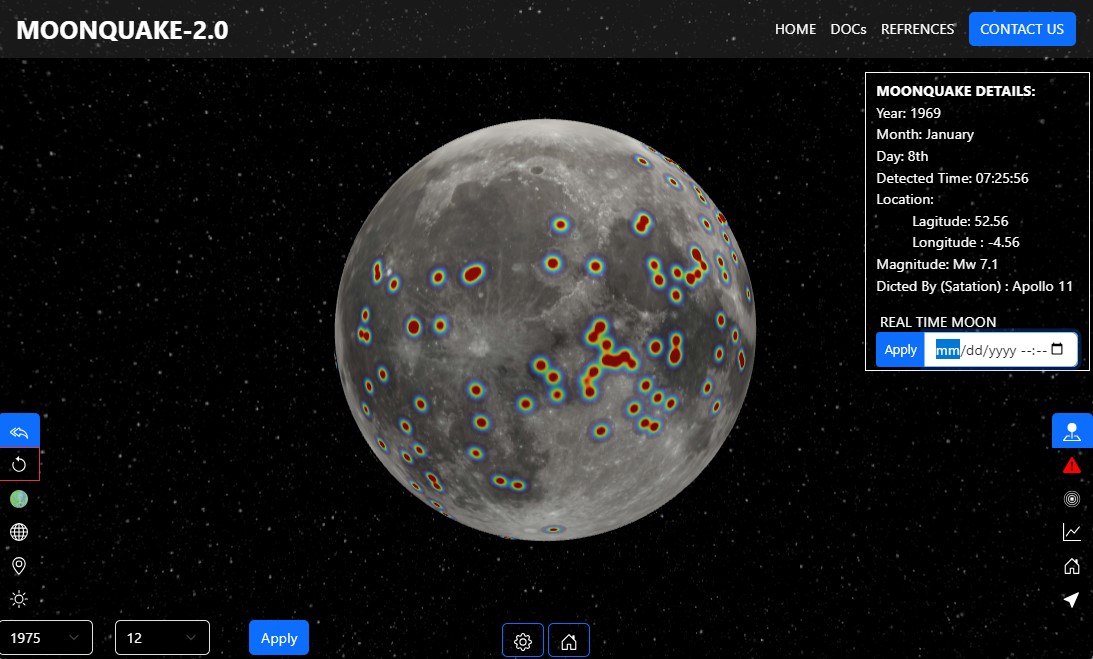 MOONQUAKE-2.0
HOME DOCs REFRENCES CONTACT US
MOONQUAKE DETAILS:
Year: 1969
Month: January
Day: 8th
Detected Time: 07:25:56
Location:
Lagitude: 52.56
Longitude : -4.56
Magnitude: Mw 7.1
Dicted By (Satation) : Apollo 11
REAL TIME MOON
Apply mm/dd/yyyy --:--
1975 12 Apply